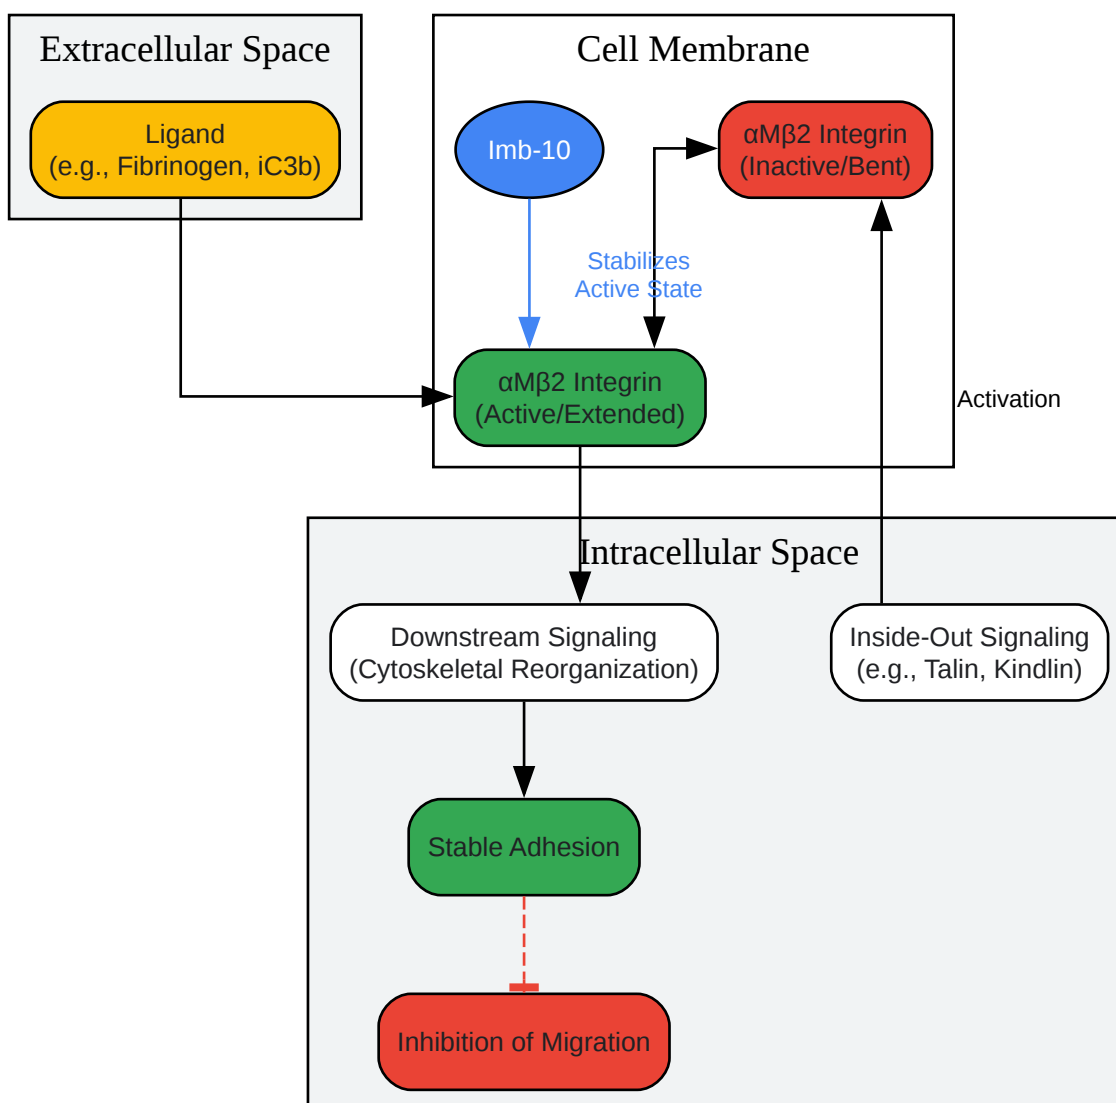 Extracellular Space
Cell Membrane
Ligand
(e.g., Fibrinogen, iC3b)
Imb-10
αMβ2 Integrin
(Inactive/Bent)
Stabilizes
Active State
αMβ2 Integrin
(Active/Extended)
Activation
Intracellular Space
Downstream Signaling
(Cytoskeletal Reorganization)
Inside-Out Signaling
(e.g., Talin, Kindlin)
Stable Adhesion
Inhibition of Migration